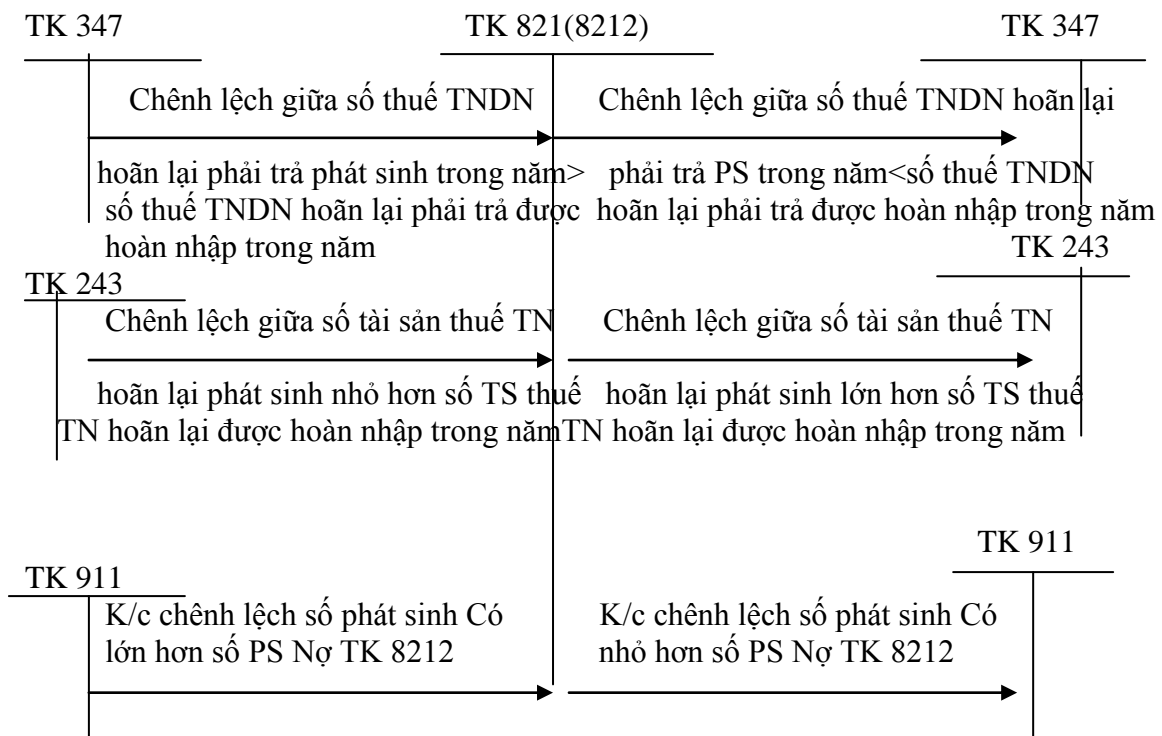 TK 347 TK 821(8212) TK 347
Chênh lệch giữa số thuế TNDN Chênh lệch giữa số thuế TNDN hoãn lại
hoãn lại phải trả phát sinh trong năm> phải trả PS trong năm<số thuế TNDN
số thuế TNDN hoãn lại phải trả được hoãn lại phải trả được hoàn nhập trong năm
hoàn nhập trong năm TK 243
TK 243
Chênh lệch giữa số tài sản thuế TN Chênh lệch giữa số tài sản thuế TN
hoãn lại phát sinh nhỏ hơn số TS thuế hoãn lại phát sinh lớn hơn số TS thuế
TN hoãn lại được hoàn nhập trong năm TN hoãn lại được hoàn nhập trong năm
TK 911
TK 911
K/c chênh lệch số phát sinh Có K/c chênh lệch số phát sinh Có
lớn hơn số PS Nợ TK 8212 nhỏ hơn số PS Nợ TK 8212